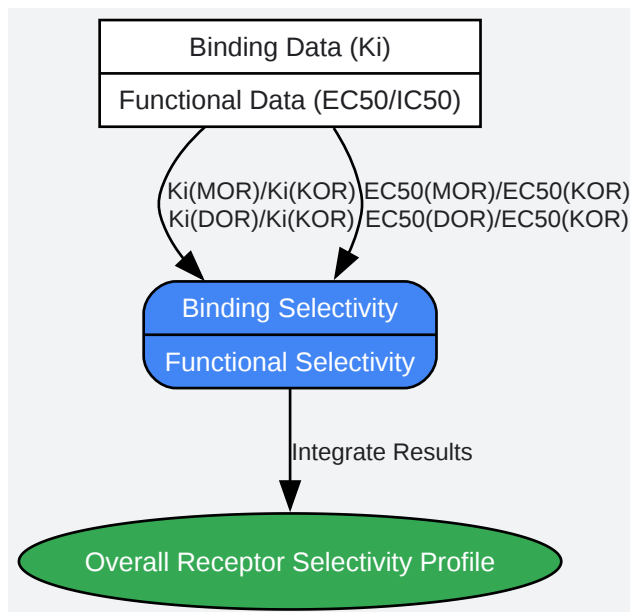 Binding Data (Ki)
Functional Data (EC50/IC50)
Ki(MOR)/Ki(KOR)
Ki(DOR)/Ki(KOR)
EC50(MOR)/EC50(KOR)
EC50(DOR)/EC50(KOR)
Binding Selectivity
Functional Selectivity
Integrate Results
Overall Receptor Selectivity Profile